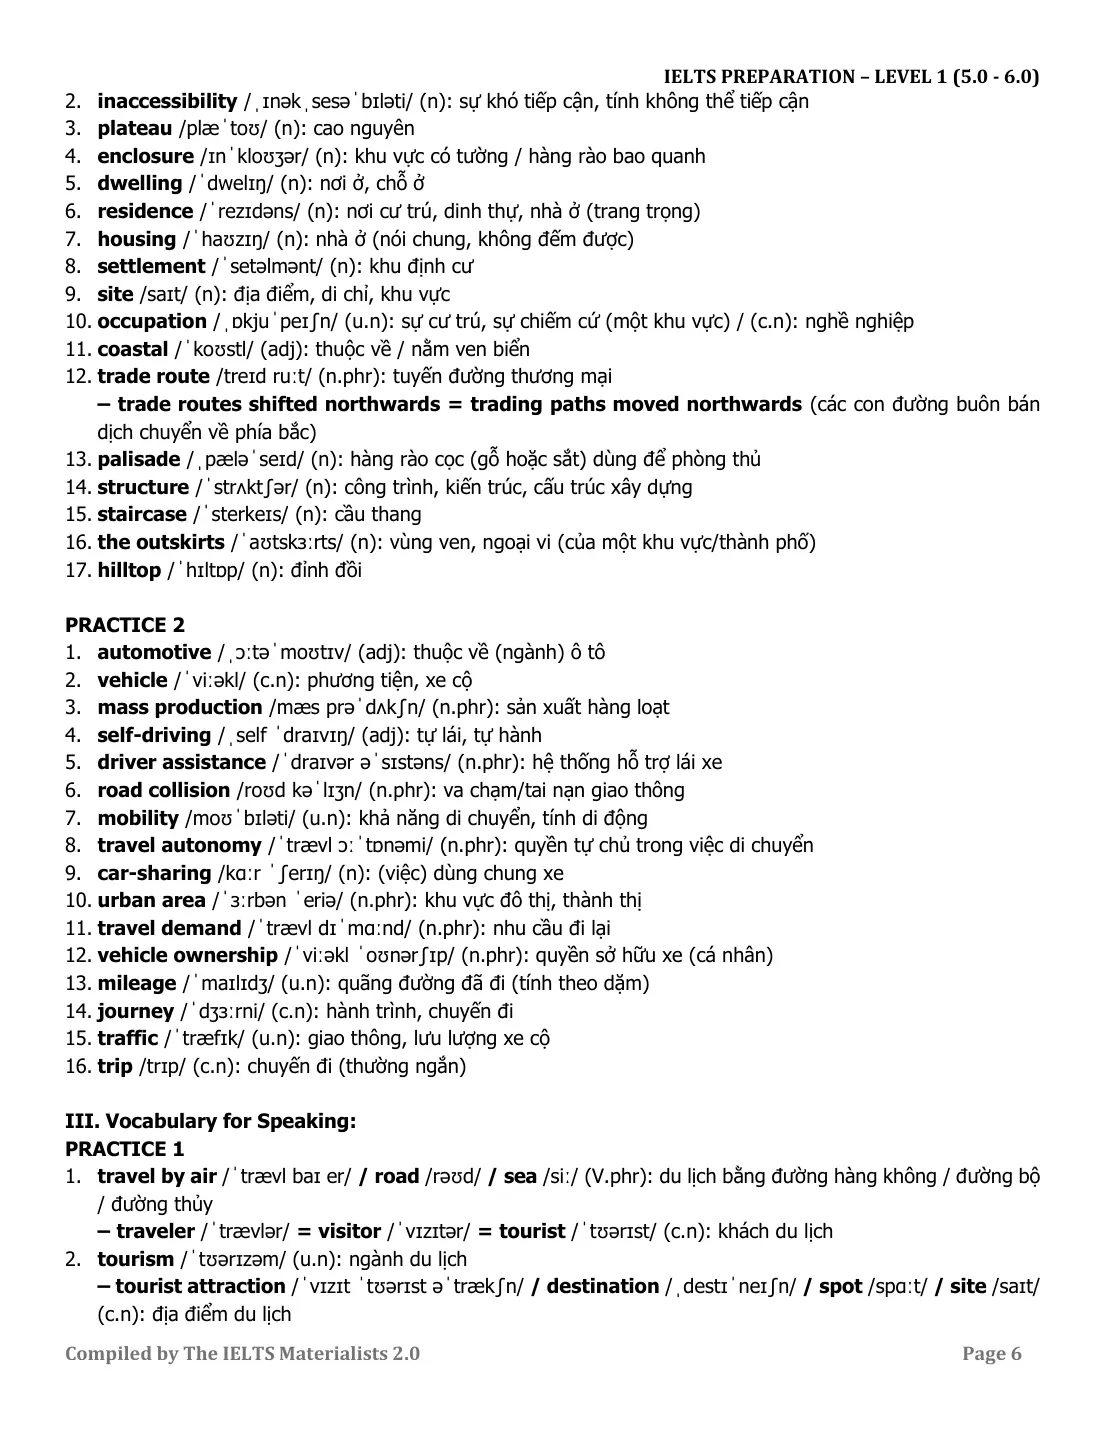 IELTS PREPARATION – LEVEL 1 (5.0 - 6.0)
2. inaccessibility /ˌɪnəkˌsesəˈbɪləti/ (n): sự khó tiếp cận, tính không thể tiếp cận
3. plateau /plæˈtoʊ/ (n): cao nguyên
4. enclosure /ɪnˈkloʊʒər/ (n): khu vực có tường / hàng rào bao quanh
5. dwelling /ˈdwelɪŋ/ (n): nơi ở, chỗ ở
6. residence /ˈrezɪdəns/ (n): nơi cư trú, dinh thự, nhà ở (trang trọng)
7. housing /ˈhaʊzɪŋ/ (n): nhà ở (nói chung, không đếm được)
8. settlement /ˈsetəlmənt/ (n): khu định cư
9. site /saɪt/ (n): địa điểm, di chỉ, khu vực
10. occupation /ˌɒkjuˈpeɪʃn/ (u.n): sự cư trú, sự chiếm cứ (một khu vực) / (c.n): nghề nghiệp
11. coastal /ˈkoʊstl/ (adj): thuộc về / nằm ven biển
12. trade route /treɪd ruːt/ (n.phr): tuyến đường thương mại
– trade routes shifted northwards = trading paths moved northwards (các con đường buôn bán
dịch chuyển về phía bắc)
13. palisade /ˌpæləˈseɪd/ (n): hàng rào cọc (gỗ hoặc sắt) dùng để phòng thủ
14. structure /ˈstrʌktʃər/ (n): công trình, kiến trúc, cấu trúc xây dựng
15. staircase /ˈsterkeɪs/ (n): cầu thang
16. the outskirts /ˈaʊtskɜːrts/ (n): vùng ven, ngoại vi (của một khu vực/thành phố)
17. hilltop /ˈhɪltɒp/ (n): đỉnh đồi
PRACTICE 2
1. automotive /ˌɔːtəˈmoʊtɪv/ (adj): thuộc về (ngành) ô tô
2. vehicle /ˈviːəkl/ (c.n): phương tiện, xe cộ
3. mass production /mæs prəˈdʌkʃn/ (n.phr): sản xuất hàng loạt
4. self-driving /ˌself ˈdraɪvɪŋ/ (adj): tự lái, tự hành
5. driver assistance /ˈdraɪvər əˈsɪstəns/ (n.phr): hệ thống hỗ trợ lái xe
6. road collision /roʊd kəˈlɪʒn/ (n.phr): va chạm/tai nạn giao thông
7. mobility /moʊˈbɪləti/ (u.n): khả năng di chuyển, tính di động
8. travel autonomy /ˈtrævl ɔːˈtɒnəmi/ (n.phr): quyền tự chủ trong việc di chuyển
9. car-sharing /kɑːr ˈʃerɪŋ/ (n): (việc) dùng chung xe
10. urban area /ˈɜːrbən ˈeriə/ (n.phr): khu vực đô thị, thành thị
11. travel demand /ˈtrævl dɪˈmɑːnd/ (n.phr): nhu cầu đi lại
12. vehicle ownership /ˈviːəkl ˈoʊnərʃɪp/ (n.phr): quyền sở hữu xe (cá nhân)
13. mileage /ˈmaɪlɪdʒ/ (u.n): quãng đường đã đi (tính theo dặm)
14. journey /ˈdʒɜːrni/ (c.n): hành trình, chuyến đi
15. traffic /ˈtræfɪk/ (u.n): giao thông, lưu lượng xe cộ
16. trip /trɪp/ (c.n): chuyến đi (thường ngắn)
III. Vocabulary for Speaking:
PRACTICE 1
1. travel by air /ˈtrævl baɪ er/ / road /rəʊd/ / sea /siː/ (V.phr): du lịch bằng đường hàng không / đường bộ
/ đường thủy
– traveler /ˈtrævlər/ = visitor /ˈvɪzɪtər/ = tourist /ˈtʊərɪst/ (c.n): khách du lịch
2. tourism /ˈtʊərɪzəm/ (u.n): ngành du lịch
– tourist attraction /ˈvɪzɪt ˈtʊərɪst əˈtrækʃn/ / destination /ˌdestɪˈneɪʃn/ / spot /spɑːt/ / site /saɪt/
(c.n): địa điểm du lịch
Compiled by The IELTS Materialists 2.0 Page 6